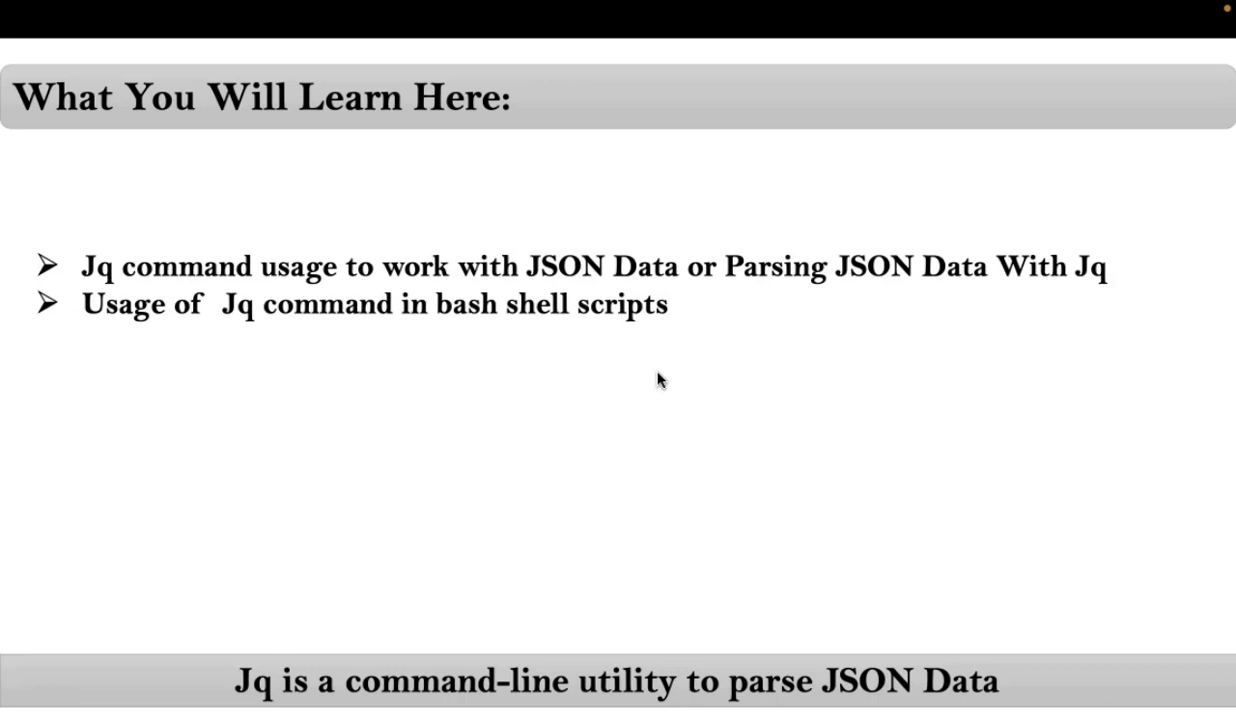 What You Will Learn Here:
➢ Jq command usage to work with JSON Data or Parsing JSON Data With Jq
➢ Usage of Jq command in bash shell scripts
Jq is a command-line utility to parse JSON Data